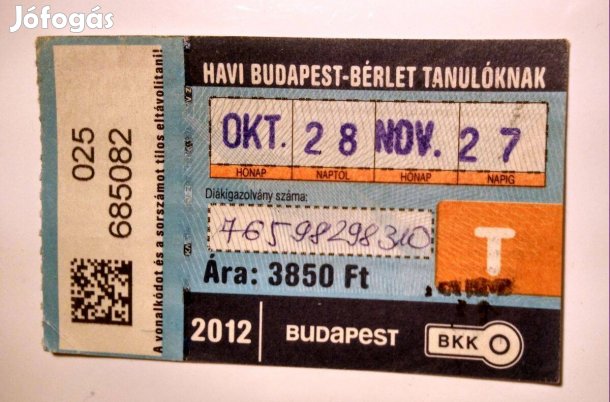 Jófogás
A vonalkódot és a sorszámot tilos eltávolítani!
025
685082
HAVI BUDAPEST-BÉRLET TANULÓKNAK
OKT. 28 NOV. 27
HÓNAP NAPTÓL HÓNAP NAPIG
Diákigazolvány száma:
76598298310
T
Ára: 3850 Ft
2012 BUDAPEST BKK